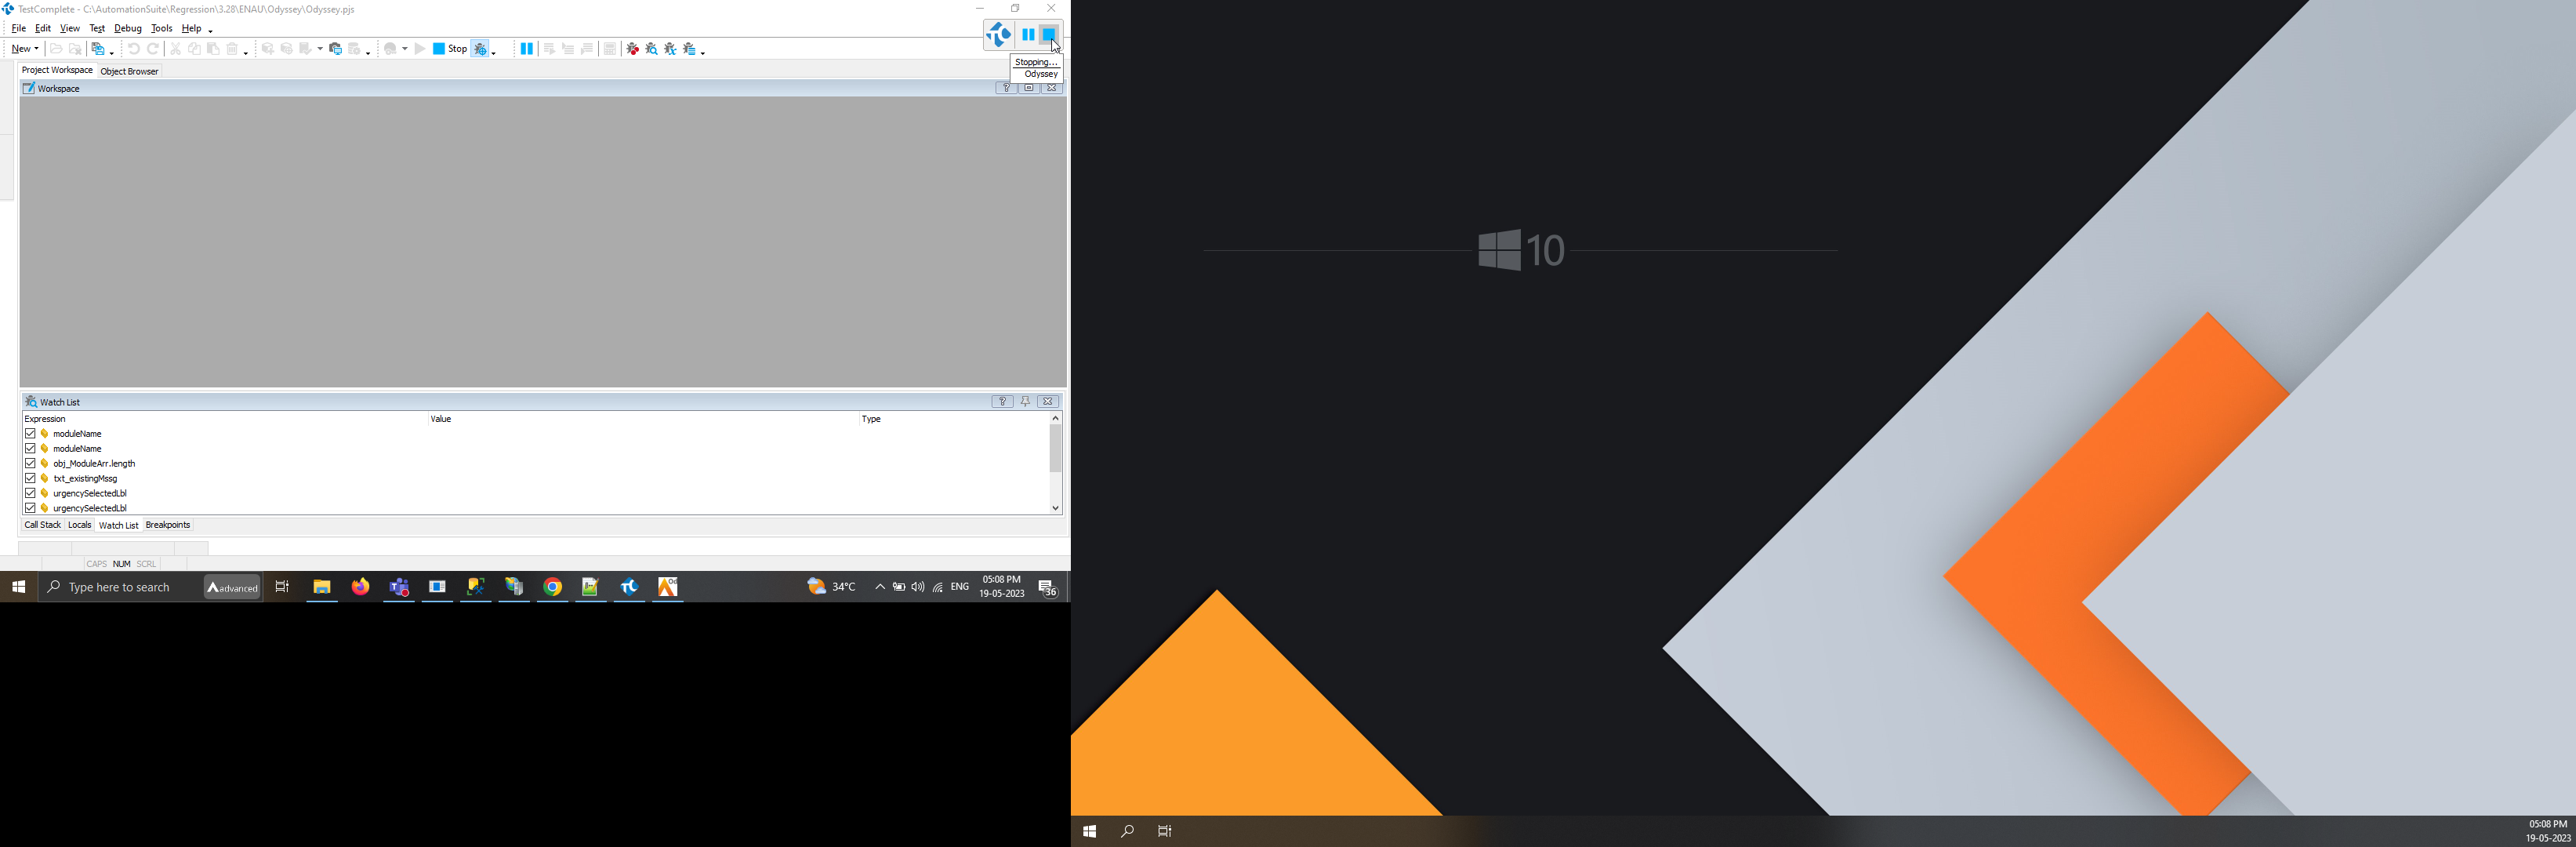 TestComplete - C:\AutomationSuite\Regression\3.28\ENAU\Odyssey\Odyssey.pjs
File Edit View Test Debug Tools Help
New Stop
Stopping...
Odyssey
Project Workspace Object Browser
Workspace
Watch List
Expression Value Type
moduleName
moduleName
obj_ModuleArr.length
txt_existingMssg
urgencySelectedLbl
urgencySelectedLbl
Call Stack Locals Watch List Breakpoints
CAPS NUM SCRL
Type here to search
advanced
Od
34°C
ENG
05:08 PM
19-05-2023
36
10
05:08 PM
19-05-2023